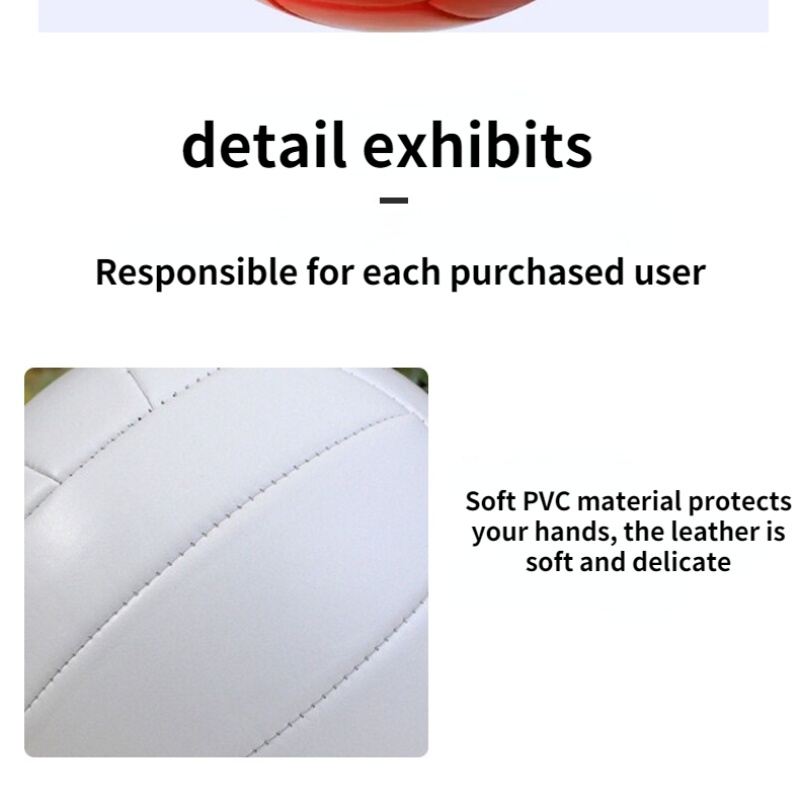 detail exhibits
Responsible for each purchased user
Soft PVC material protects
your hands, the leather is
soft and delicate